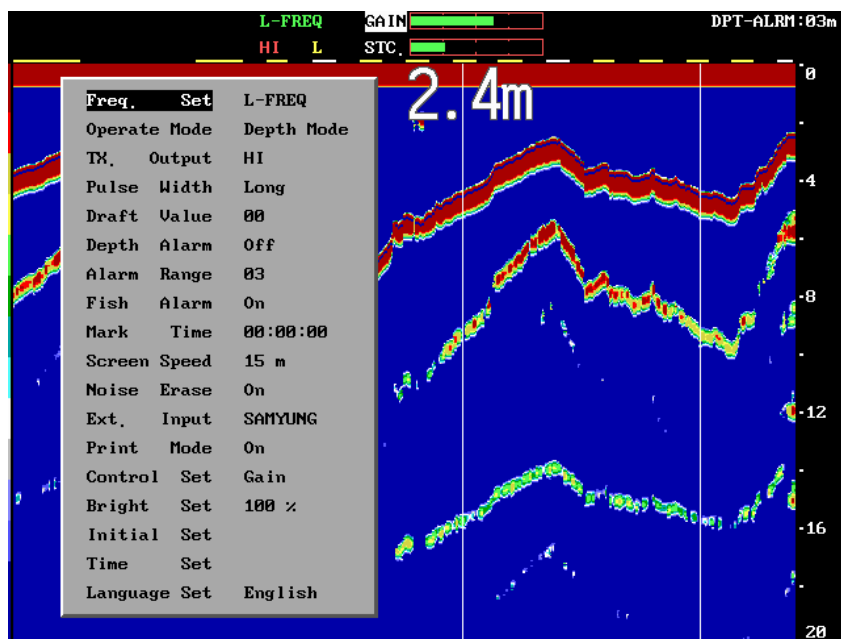 L-FREQ GAIN DPT-ALRM:03m
HI L STC.
2.4m
Freq. Set L-FREQ
Operate Mode Depth Mode
TX. Output HI
Pulse Width Long
Draft Value 00
Depth Alarm Off
Alarm Range 03
Fish Alarm On
Mark Time 00:00:00
Screen Speed 15 m
Noise Erase On
Ext. Input SAMYUNG
Print Mode On
Control Set Gain
Bright Set 100 %
Initial Set
Time Set
Language Set English
0
4
8
12
16
20